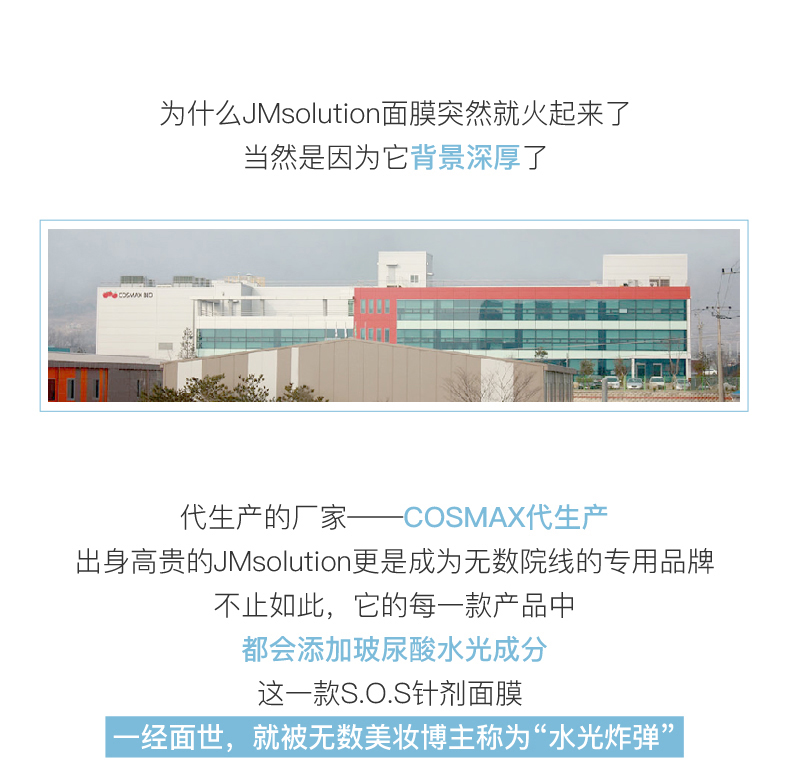 为什么JMsolution面膜突然就火起来了
当然是因为它背景深厚了
COSMAX
代生产的厂家——COSMAX代生产
出身高贵的JMsolution更是成为无数院线的专用品牌
不止如此，它的每一款产品中
都会添加玻尿酸水光成分
这一款S.O.S针剂面膜
一经面世，就被无数美妆博主称为“水光炸弹”